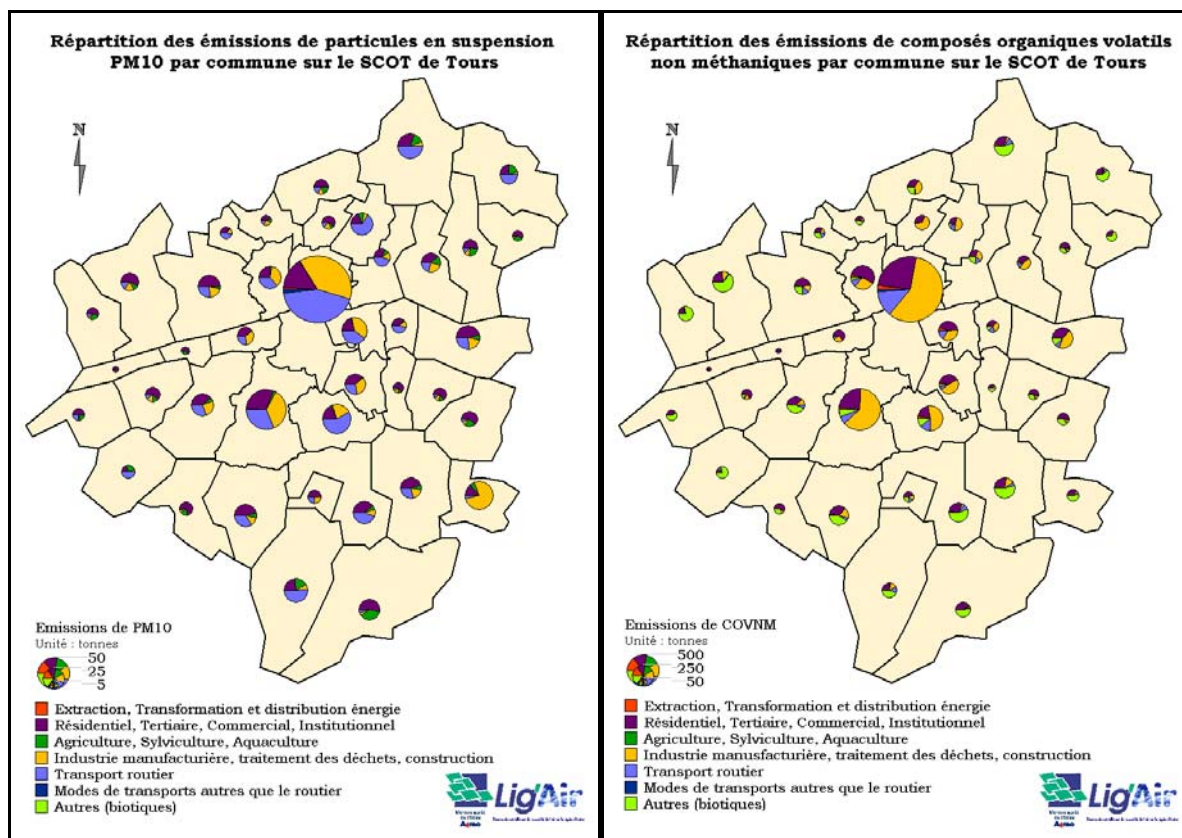 Répartition des émissions de particules en suspension
PM10 par commune sur le SCOT de Tours
N
Emissions de PM10
Unité : tonnes
50
25
5
Extraction, Transformation et distribution énergie
Résidentiel, Tertiaire, Commercial, Institutionnel
Agriculture, Sylviculture, Aquaculture
Industrie manufacturière, traitement des déchets, construction
Transport routier
Modes de transports autres que le routier
Autres (biotiques)
Lig'Air
Répartition des émissions de composés organiques volatils
non méthaniques par commune sur le SCOT de Tours
N
Emissions de COVNM
Unité : tonnes
500
250
50
Extraction, Transformation et distribution énergie
Résidentiel, Tertiaire, Commercial, Institutionnel
Agriculture, Sylviculture, Aquaculture
Industrie manusfacturière, traitement des déchets, construction
Transport routier
Modes de transports autres que le routier
Autres (biotiques)
Lig'Air